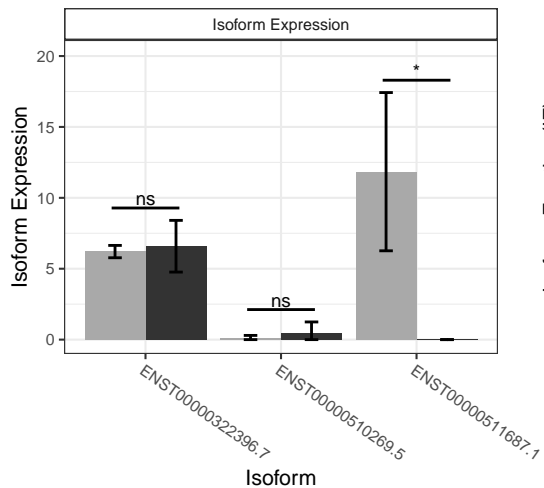 Isoform Expression
20
15
10
5
0
Isoform Expression
ns
ns
*
ENST00000322396.7
ENST00000510269.5
ENST00000511687.1
Isoform